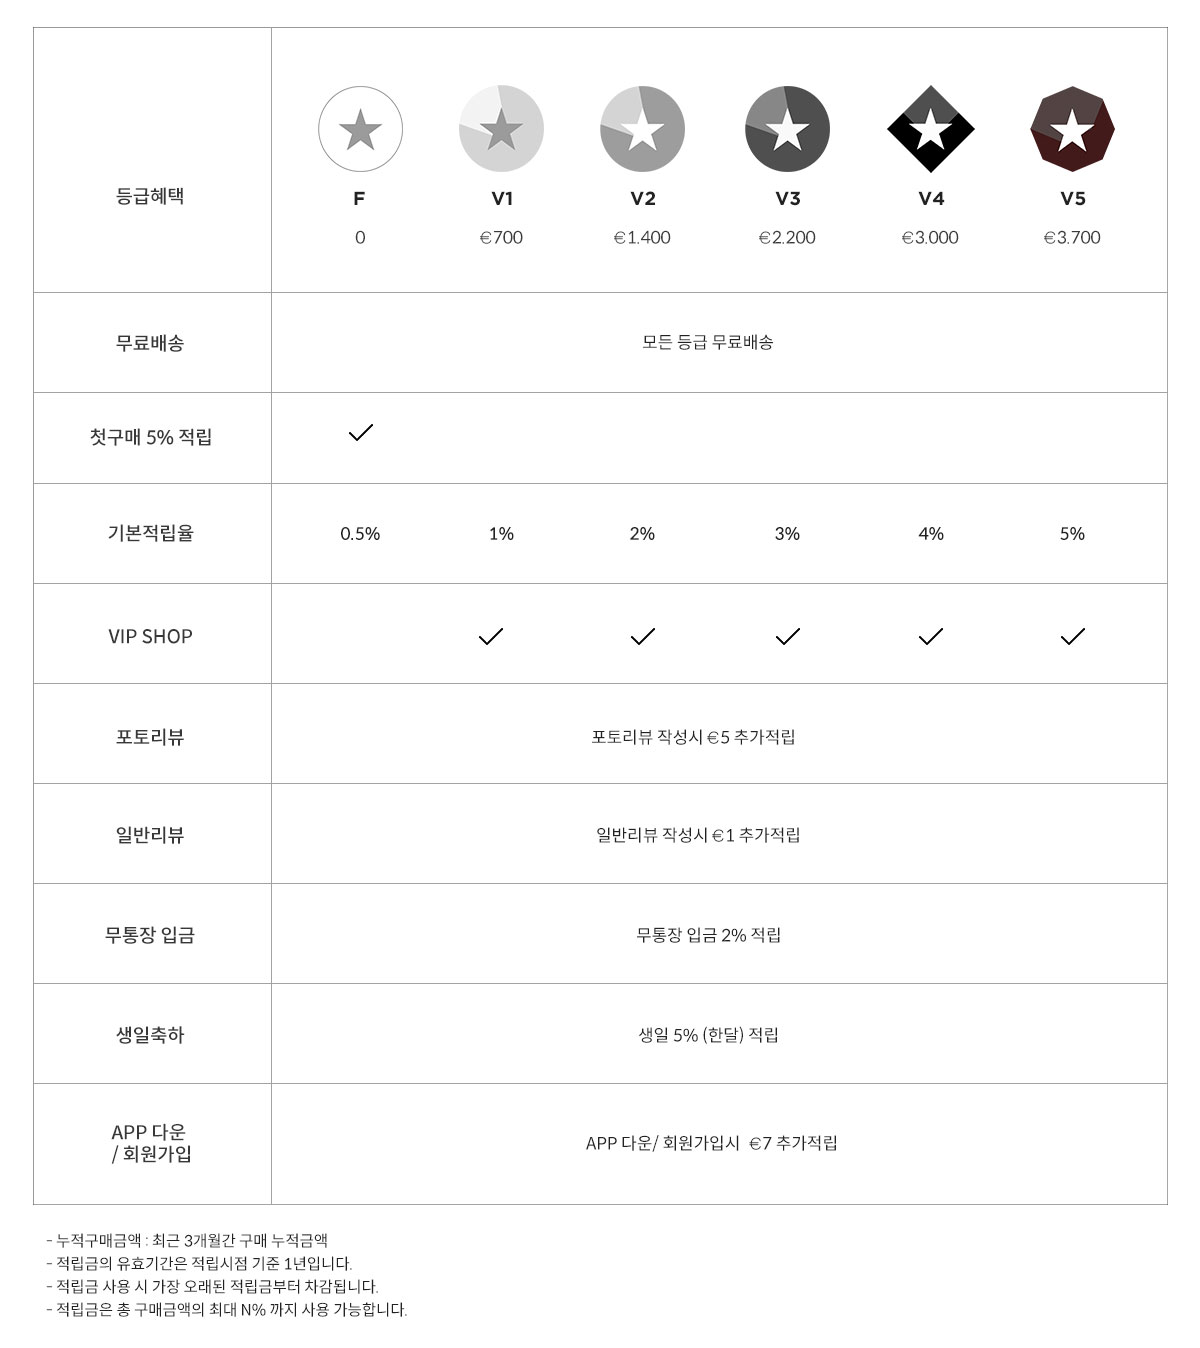 등급혜택
F V1 V2 V3 V4 V5
0 €700 €1.400 €2.200 €3.000 €3.700
무료배송 모든 등급 무료배송
첫구매 5% 적립
기본적립율 0.5% 1% 2% 3% 4% 5%
VIP SHOP
포토리뷰 포토리뷰 작성시 €5 추가적립
일반리뷰 일반리뷰 작성시 €1 추가적립
무통장 입금 무통장 입금 2% 적립
생일축하 생일 5% (한달) 적립
APP 다운
/ 회원가입
APP 다운/ 회원가입시 €7 추가적립
- 누적구매금액 : 최근 3개월간 구매 누적금액
- 적립금의 유효기간은 적립시점 기준 1년입니다.
- 적립금 사용 시 가장 오래된 적립금부터 차감됩니다.
- 적립금은 총 구매금액의 최대 N% 까지 사용 가능합니다.